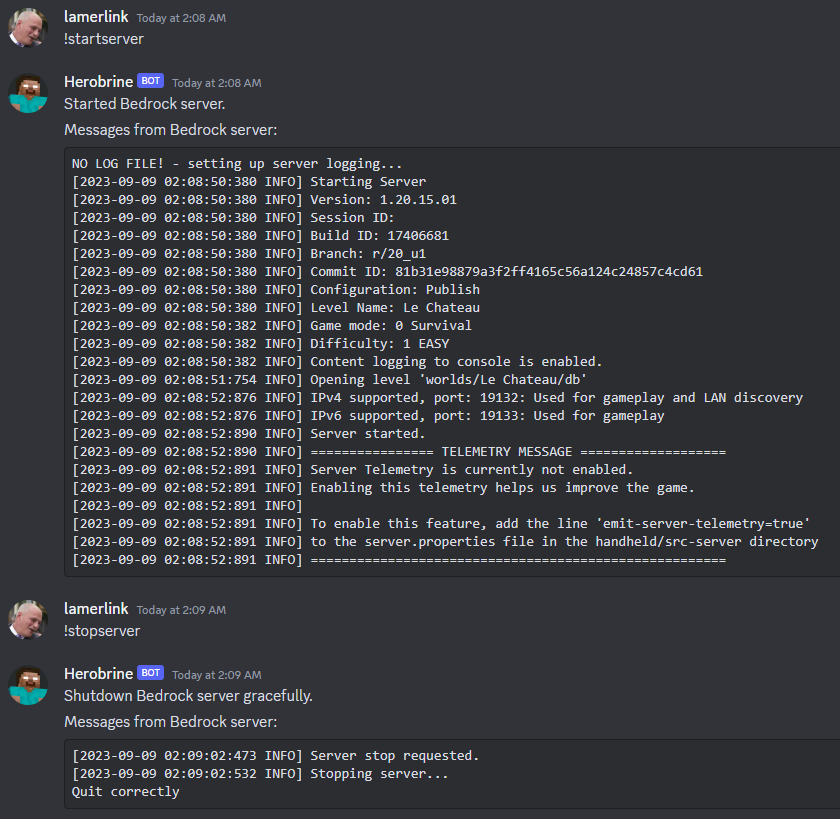 lamerlink Today at 2:08 AM
!startserver
Herobrine BOT Today at 2:08 AM
Started Bedrock server.
Messages from Bedrock server:
NO LOG FILE! - setting up server logging...
[2023-09-09 02:08:50:380 INFO] Starting Server
[2023-09-09 02:08:50:380 INFO] Version: 1.20.15.01
[2023-09-09 02:08:50:380 INFO] Session ID:
[2023-09-09 02:08:50:380 INFO] Build ID: 17406681
[2023-09-09 02:08:50:380 INFO] Branch: r/20_u1
[2023-09-09 02:08:50:380 INFO] Commit ID: 81b31e98879a3f2ff4165c56a124c24857c4cd61
[2023-09-09 02:08:50:380 INFO] Configuration: Publish
[2023-09-09 02:08:50:380 INFO] Level Name: Le Chateau
[2023-09-09 02:08:50:382 INFO] Game mode: 0 Survival
[2023-09-09 02:08:50:382 INFO] Difficulty: 1 EASY
[2023-09-09 02:08:50:382 INFO] Content logging to console is enabled.
[2023-09-09 02:08:51:754 INFO] Opening level 'worlds/Le Chateau/db'
[2023-09-09 02:08:52:876 INFO] IPv4 supported, port: 19132: Used for gameplay and LAN discovery
[2023-09-09 02:08:52:876 INFO] IPv6 supported, port: 19133: Used for gameplay
[2023-09-09 02:08:52:890 INFO] Server started.
[2023-09-09 02:08:52:890 INFO] ================ TELEMETRY MESSAGE ===================
[2023-09-09 02:08:52:891 INFO] Server Telemetry is currently not enabled.
[2023-09-09 02:08:52:891 INFO] Enabling this telemetry helps us improve the game.
[2023-09-09 02:08:52:891 INFO]
[2023-09-09 02:08:52:891 INFO] To enable this feature, add the line 'emit-server-telemetry=true'
[2023-09-09 02:08:52:891 INFO] to the server.properties file in the handheld/src-server directory
[2023-09-09 02:08:52:891 INFO] ======================================================
lamerlink Today at 2:09 AM
!stopserver
Herobrine BOT Today at 2:09 AM
Shutdown Bedrock server gracefully.
Messages from Bedrock server:
[2023-09-09 02:09:02:473 INFO] Server stop requested.
[2023-09-09 02:09:02:532 INFO] Stopping server...
Quit correctly